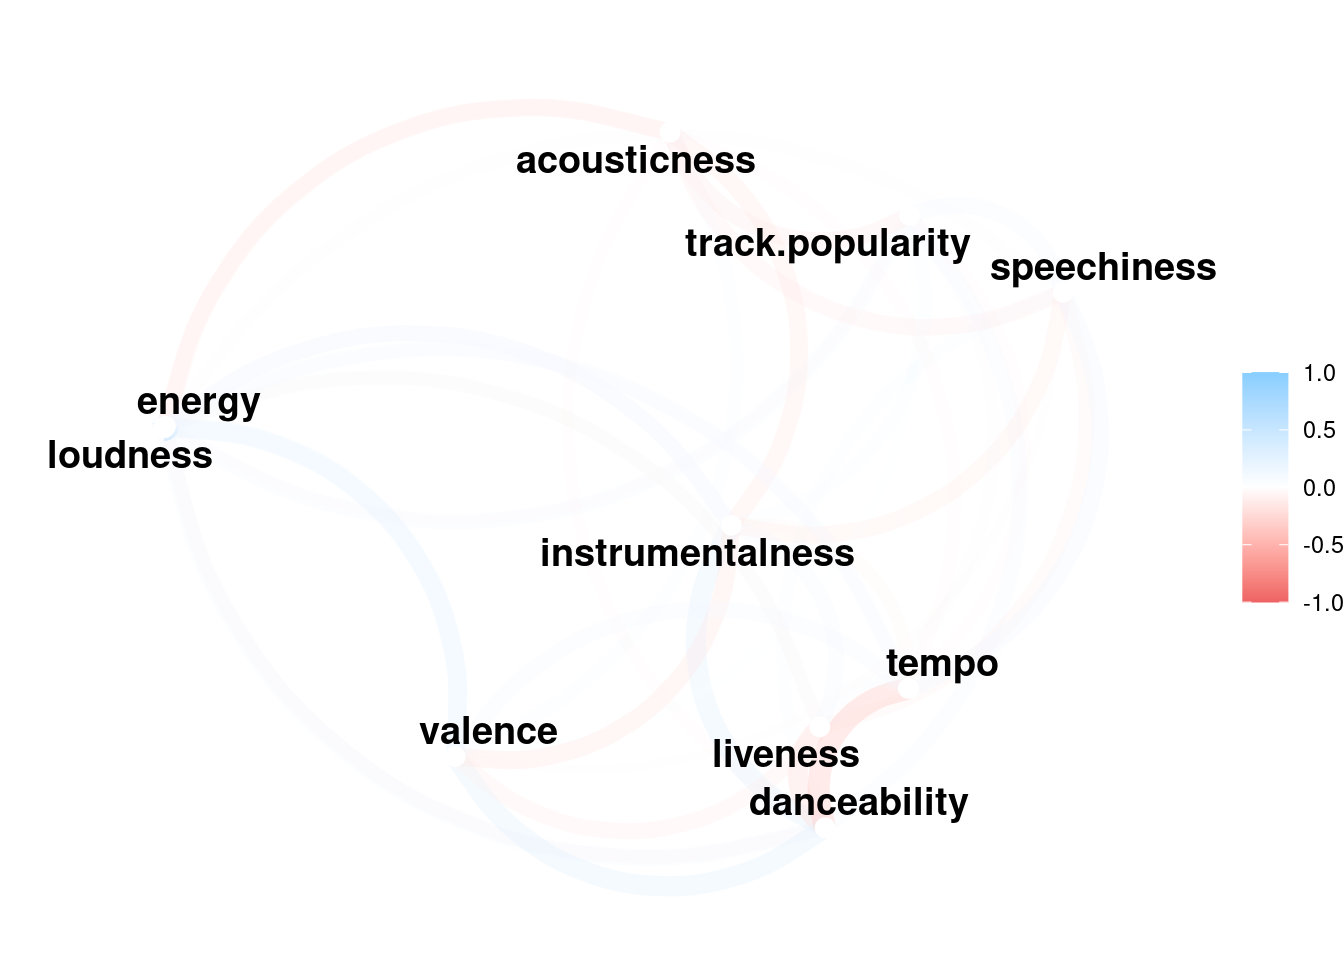 acousticness
track.popularity
speechiness
energy
loudness
instrumentalness
tempo
valence
liveness
danceability
1.0
0.5
0.0
-0.5
-1.0